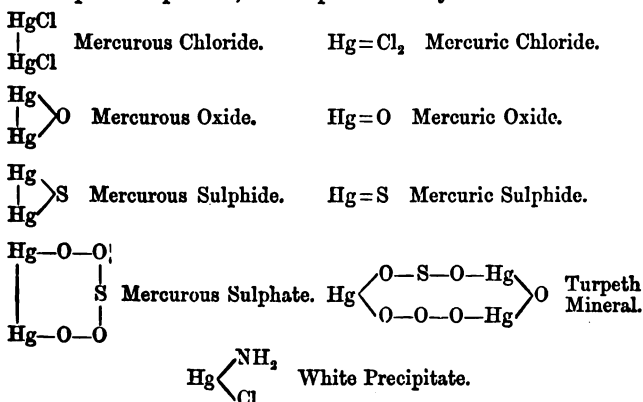 HgCl
| Mercurous Chloride. Hg=Cl₂ Mercuric Chloride.
HgCl
Hg
| >O Mercurous Oxide. Hg=O Mercuric Oxide.
Hg
Hg
| >S Mercurous Sulphide. Hg=S Mercuric Sulphide.
Hg
Hg—O—O
S Mercurous Sulphate.
Hg—O—O
O—S—O—Hg
Hg< >O Turpeth Mineral.
O—O—O—Hg
NH₂
Hg< White Precipitate.
Cl